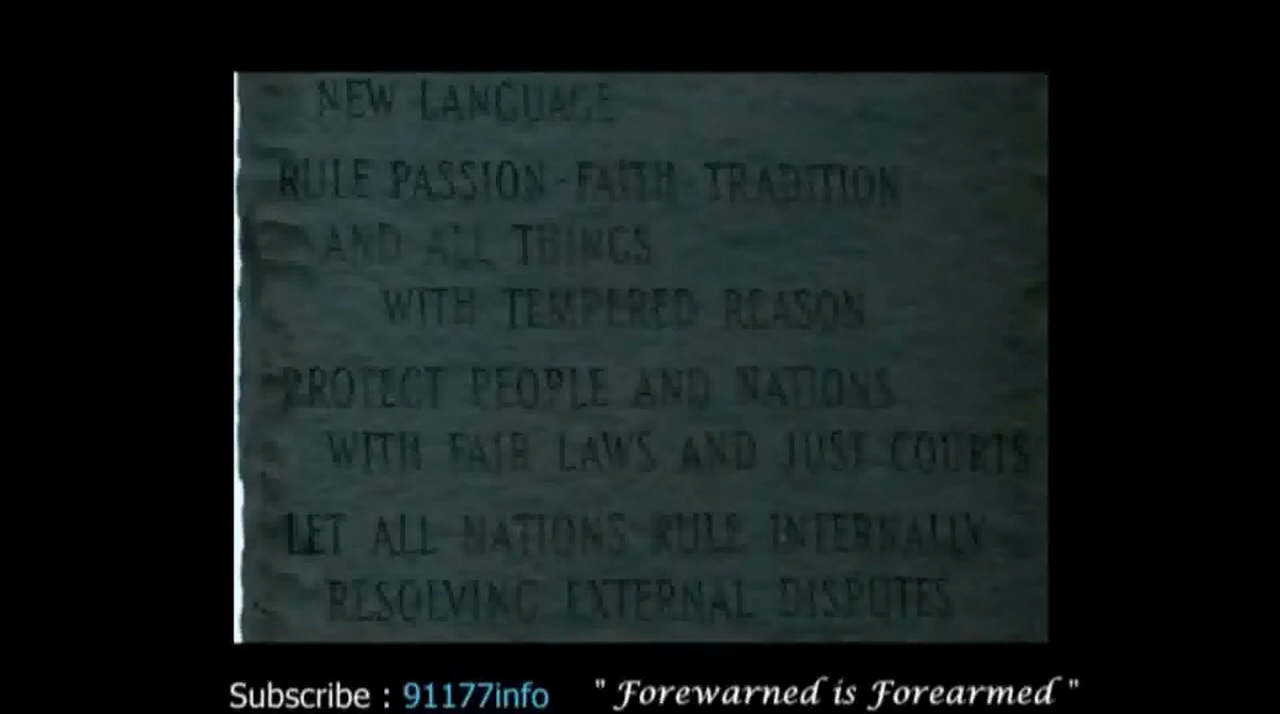 NEW LANGUAGE
RULE PASSION - FAITH - TRADITION
AND ALL THINGS
WITH TEMPERED REASON
PROTECT PEOPLE AND NATIONS
WITH FAIR LAWS AND JUST COURTS
LET ALL NATIONS RULE INTERNALLY
RESOLVING EXTERNAL DISPUTES
Subscribe : 91177info " Forewarned is Forearmed "